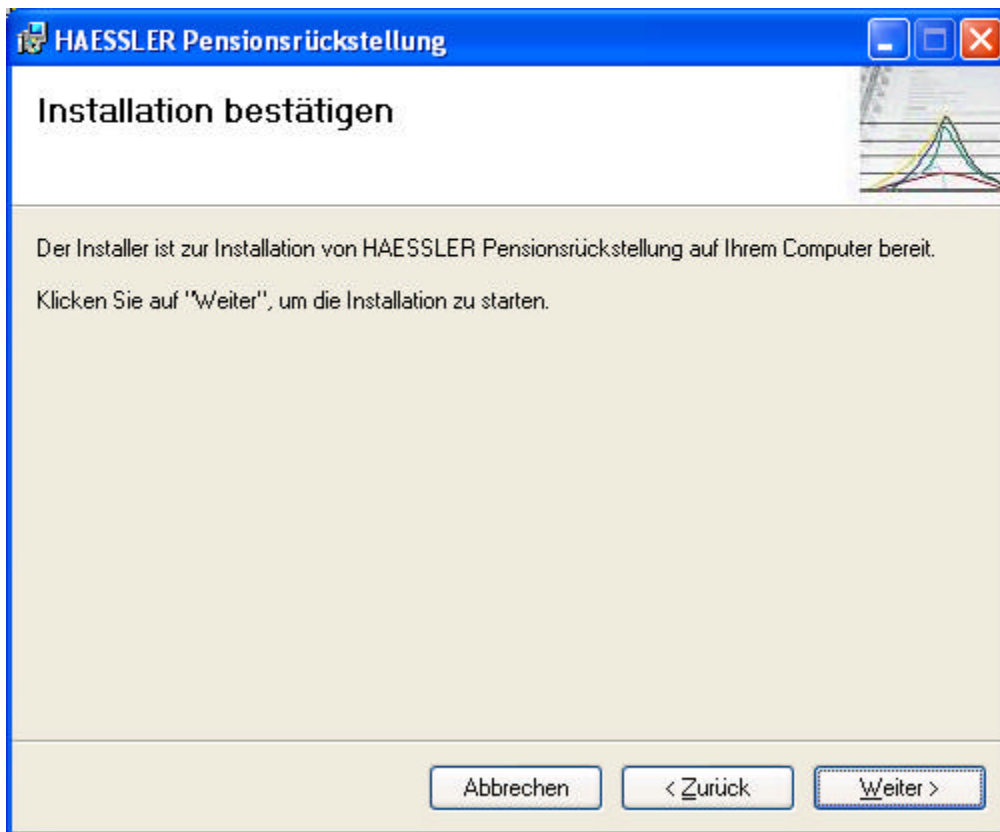 HAESSLER Pensionsrückstellung
Installation bestätigen
Der Installer ist zur Installation von HAESSLER Pensionsrückstellung auf Ihrem Computer bereit.
Klicken Sie auf "Weiter", um die Installation zu starten.
Abbrechen
< Zurück
Weiter >